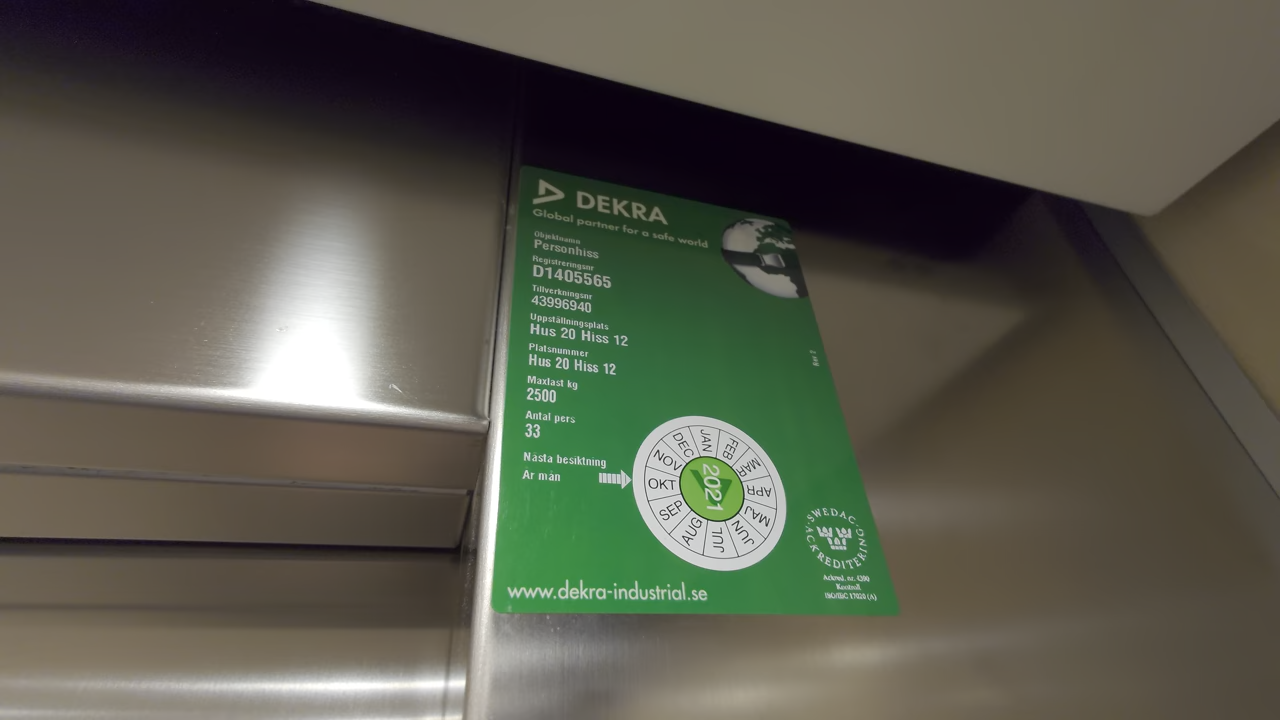 DEKRA
Global partner for a safe world
Objektnamn
Personhiss
Registreringsnr
D1405565
Tillverkningsnr
43996940
Uppställningsplats
Hus 20 Hiss 12
Platsnummer
Hus 20 Hiss 12
Maxlast kg
2500
Antal pers
33
Nästa besiktning
År mån
JAN
FEB
MAR
APR
MAJ
JUN
JUL
AUG
SEP
OKT
NOV
DEC
2021
SWEDAC
ACKREDITERING
Ackred. nr. 4390
Kontroll
ISO/IEC 17020 (A)
www.dekra-industrial.se